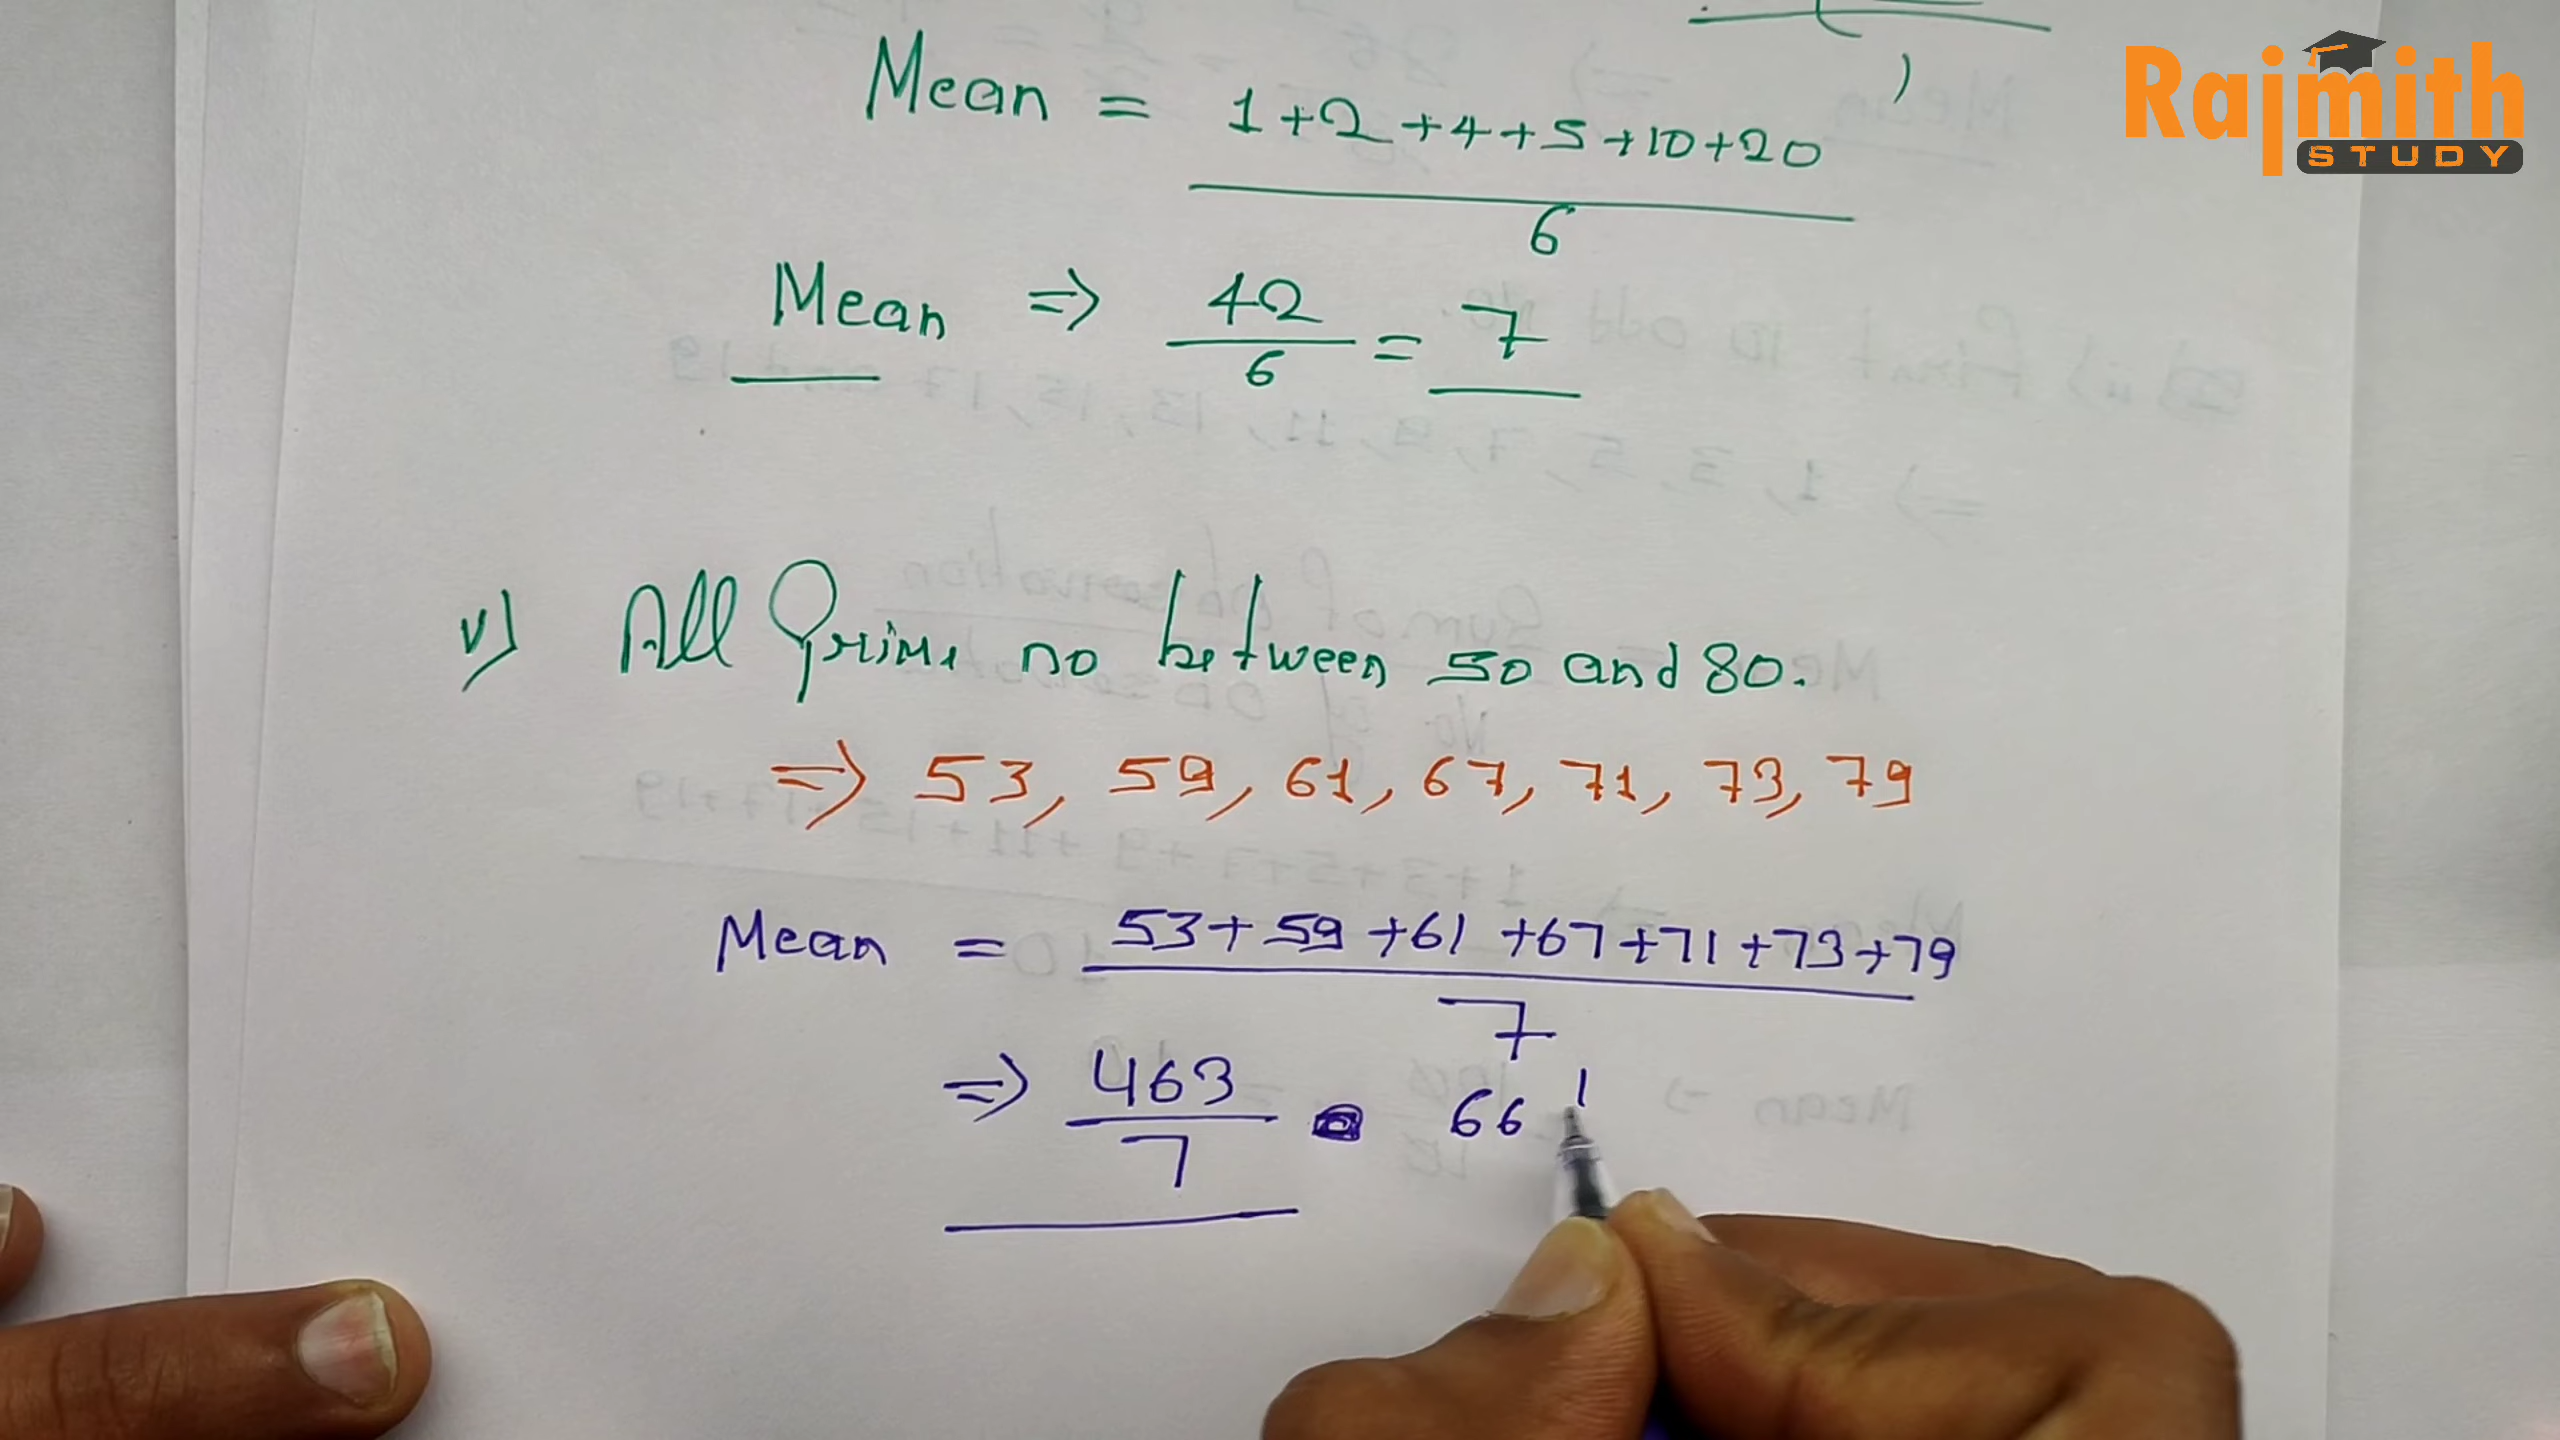 Rajmith
STUDY
Mean = 1+2+4+5+10+20
6
Mean => 42/6 = 7
v) All Prime no between 50 and 80.
=> 53, 59, 61, 67, 71, 73, 79
Mean = 53+59+61+67+71+73+79
7
=> 463/7 66 1